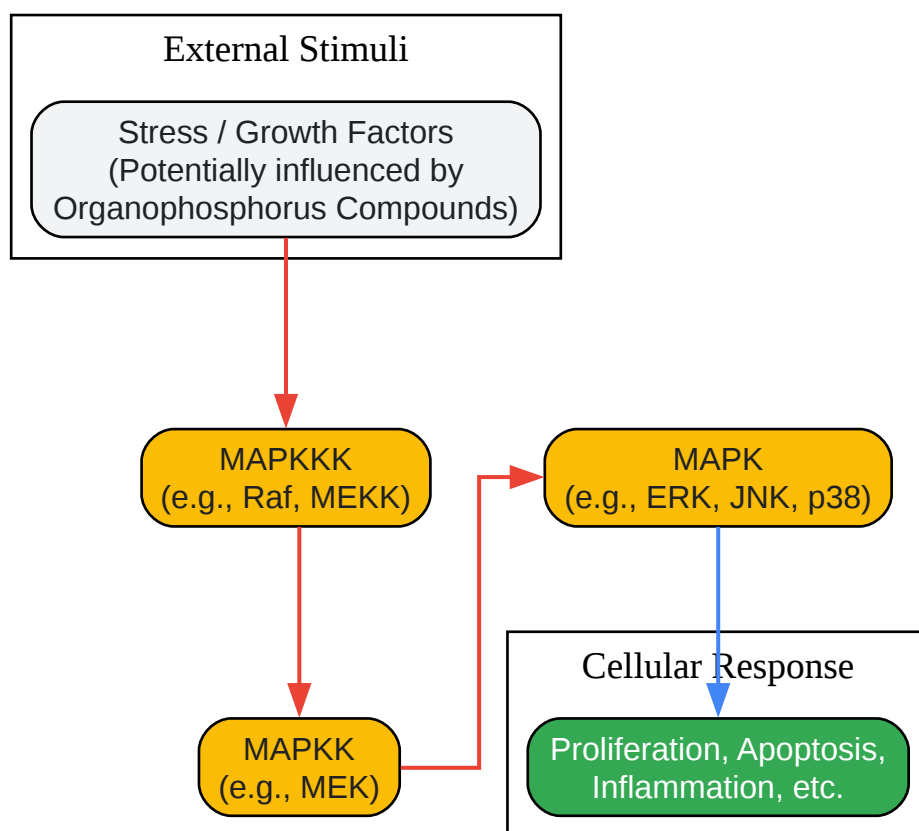 External Stimuli
Stress / Growth Factors
(Potentially influenced by
Organophosphorus Compounds)
MAPKKK
(e.g., Raf, MEKK)
MAPK
(e.g., ERK, JNK, p38)
MAPKK
(e.g., MEK)
Cellular Response
Proliferation, Apoptosis,
Inflammation, etc.